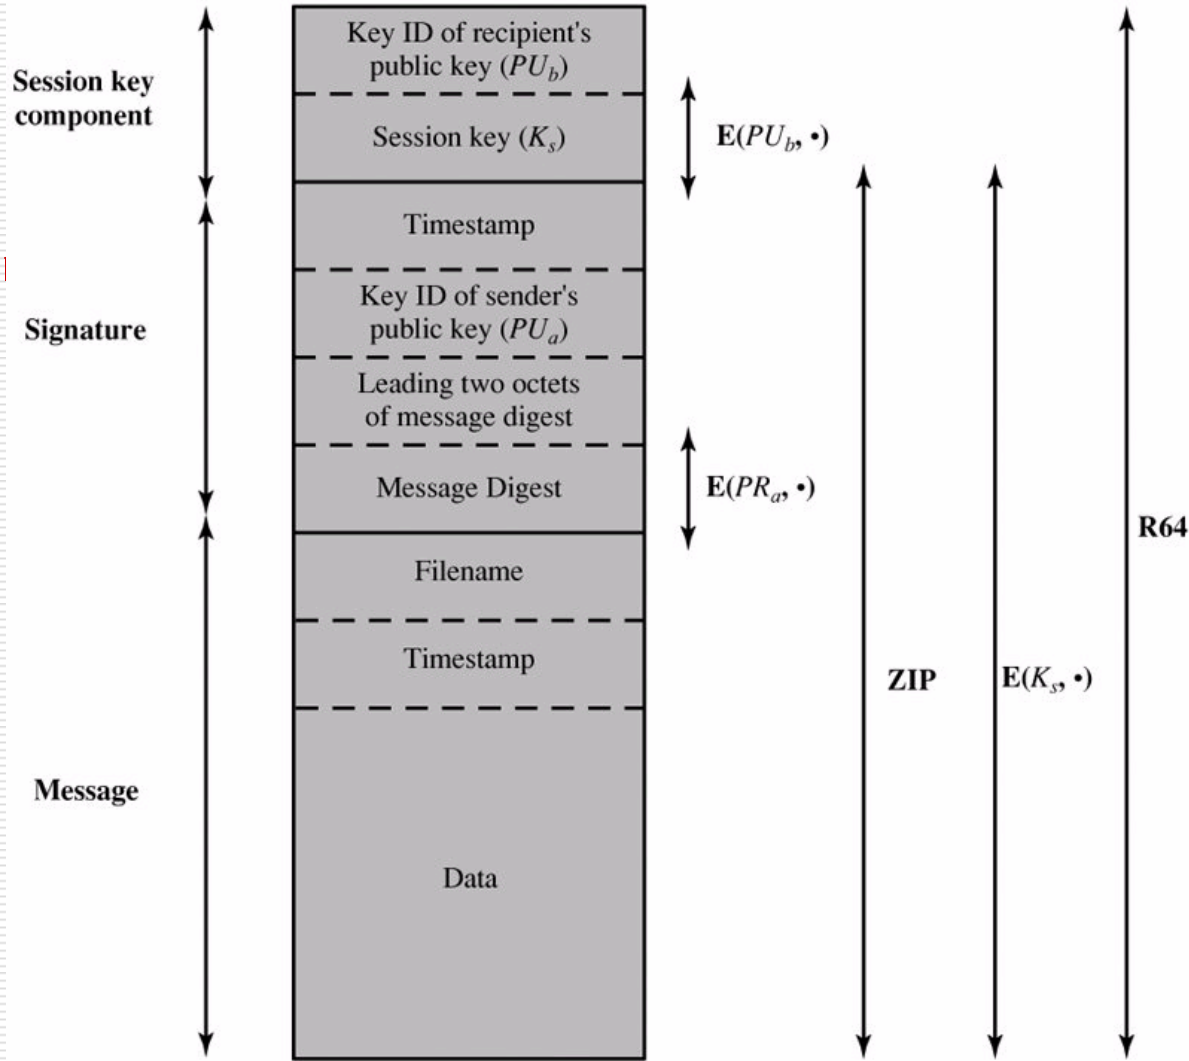 Key ID of recipient's
public key (PUb)
Session key
component
Session key (Ks)
E(PUb, •)
Timestamp
Key ID of sender's
public key (PUa)
Signature
Leading two octets
of message digest
Message Digest
E(PRa, •)
R64
Filename
Timestamp
ZIP
E(Ks, •)
Message
Data